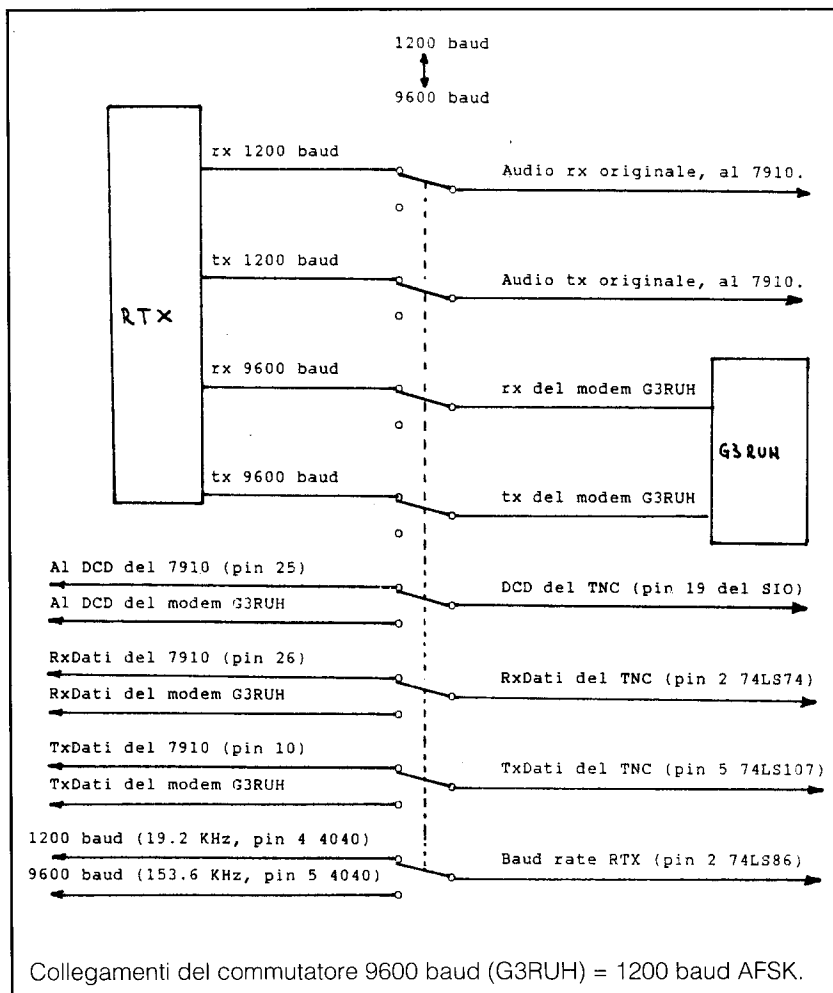 1200 baud
9600 baud
rx 1200 baud
Audio rx originale, al 7910.
tx 1200 baud
Audio tx originale, al 7910.
RTX
rx 9600 baud
rx del modem G3RUH
G3RUH
tx 9600 baud
tx del modem G3RUH
Al DCD del 7910 (pin 25)
DCD del TNC (pin 19 del SIO)
Al DCD del modem G3RUH
RxDati del 7910 (pin 26)
RxDati del TNC (pin 2 74LS74)
RxDati del modem G3RUH
TxDati del 7910 (pin 10)
TxDati del TNC (pin 5 74LS107)
TxDati del modem G3RUH
1200 baud (19.2 KHz, pin 4 4040)
Baud rate RTX (pin 2 74LS86)
9600 baud (153.6 KHz, pin 5 4040)
Collegamenti del commutatore 9600 baud (G3RUH) = 1200 baud AFSK.